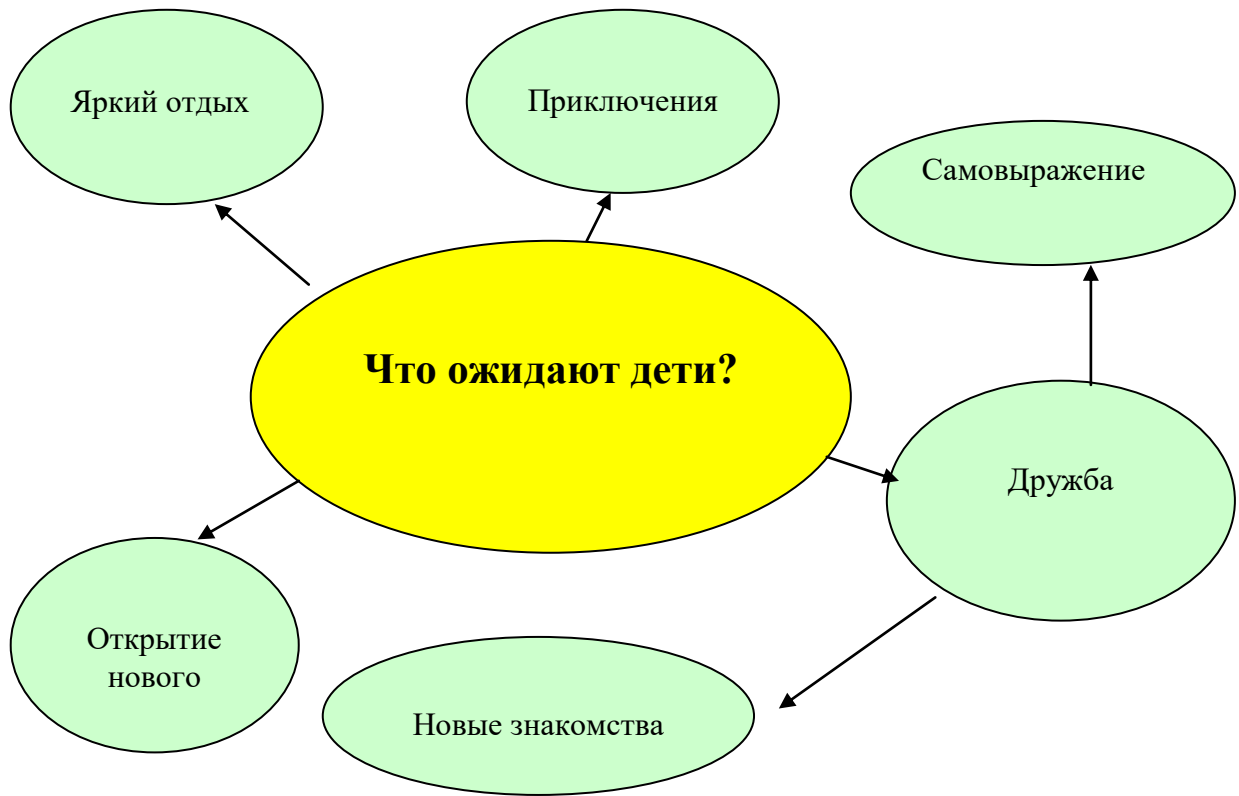 Яркий отдых
Приключения
Самовыражение
Что ожидают дети?
Дружба
Открытие
нового
Новые знакомства